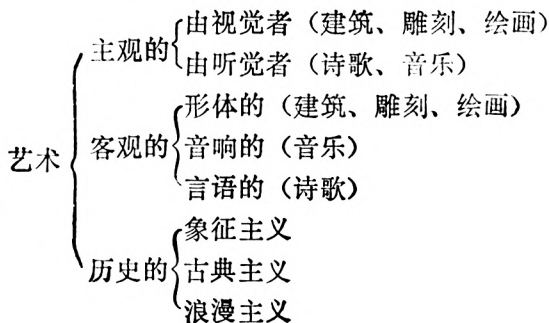 由视觉者（建筑、雕刻、绘画）
主观的
由听觉者（诗歌、音乐）
形体的（建筑、雕刻、绘画）
艺术
客观的
音响的（音乐）
言语的（诗歌）
象征主义
历史的
古典主义
浪漫主义